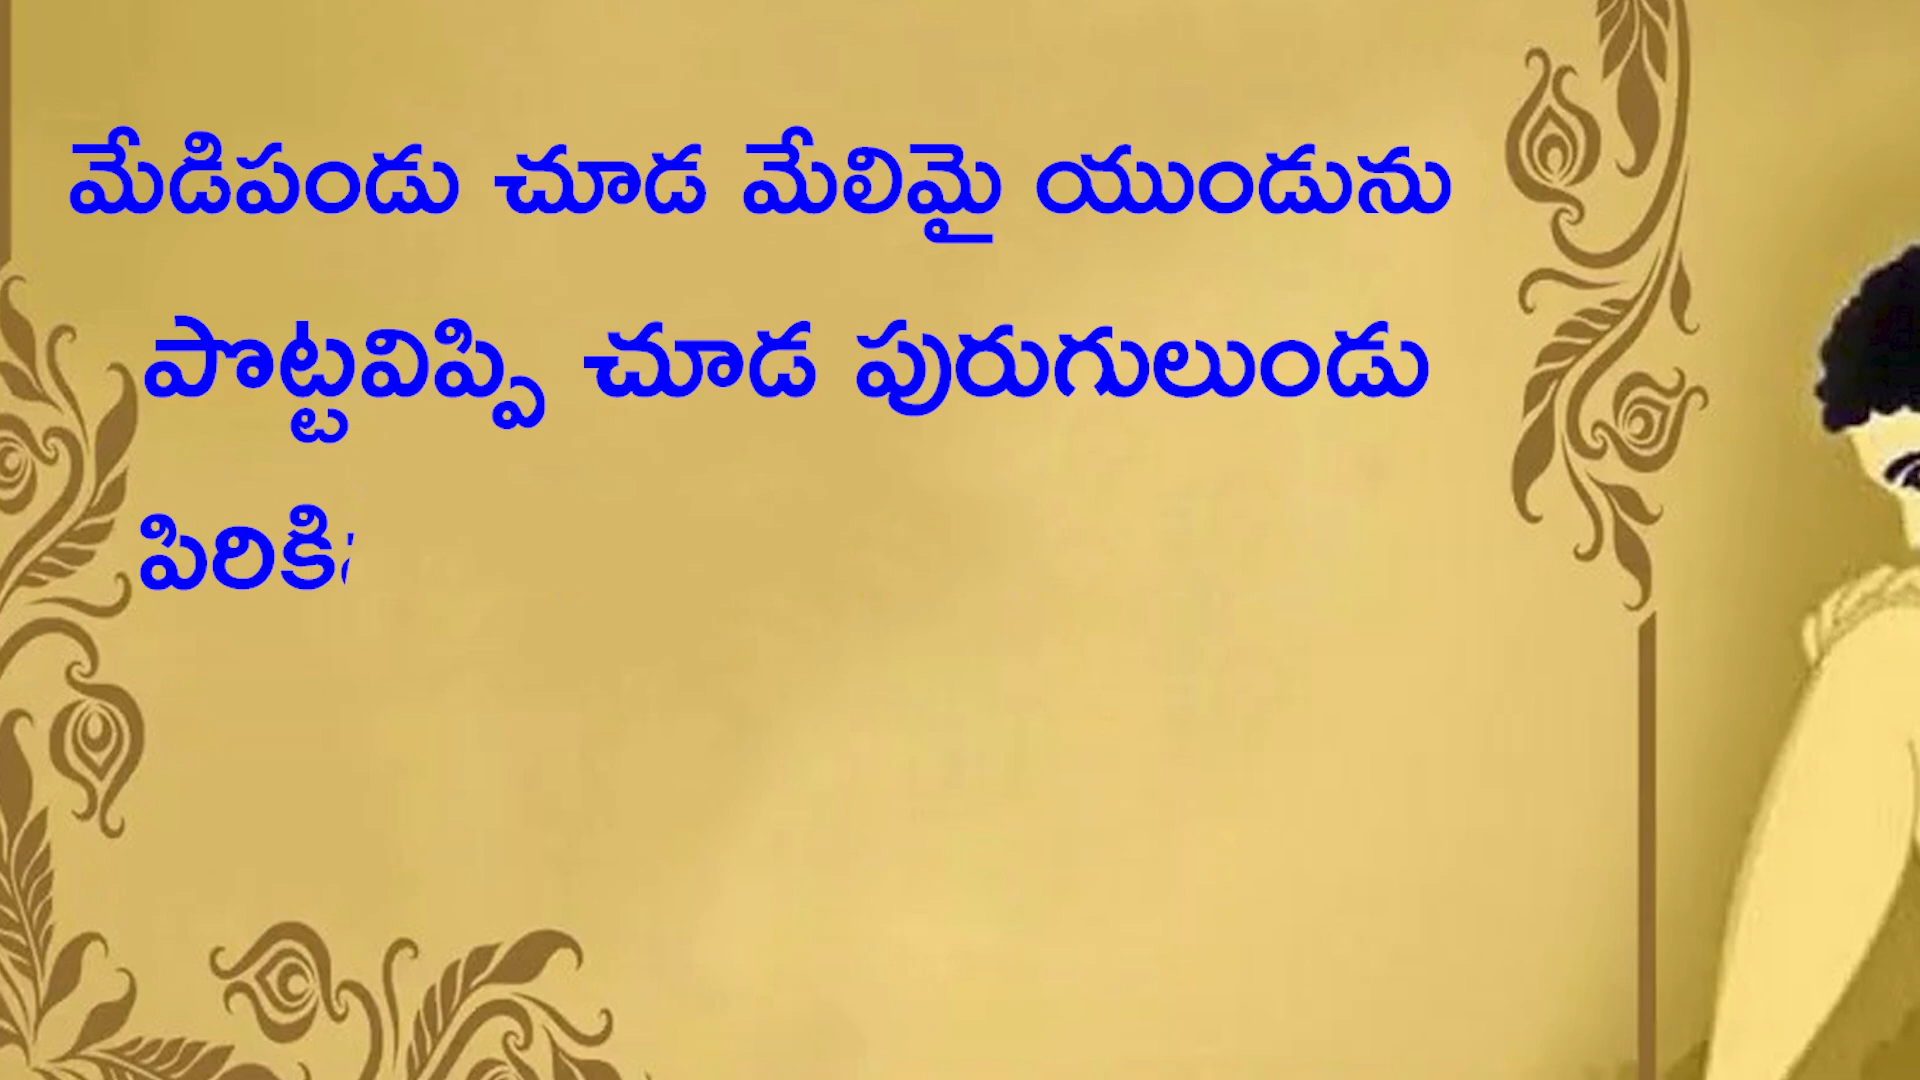 మేడిపండు చూడ మేలిమై యుండును
పొట్టవిప్పి చూడ పురుగులుండు